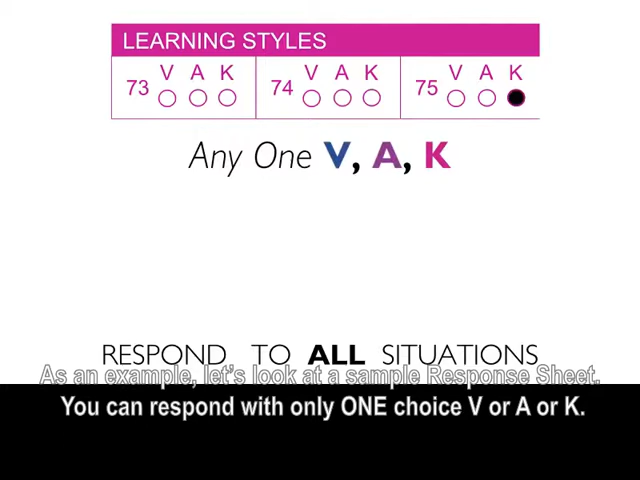 LEARNING STYLES
V A K V A K V A K
73 74 75
Any One V, A, K
RESPOND TO ALL SITUATIONS
As an example, let's look at a sample Response Sheet.
You can respond with only ONE choice V or A or K.